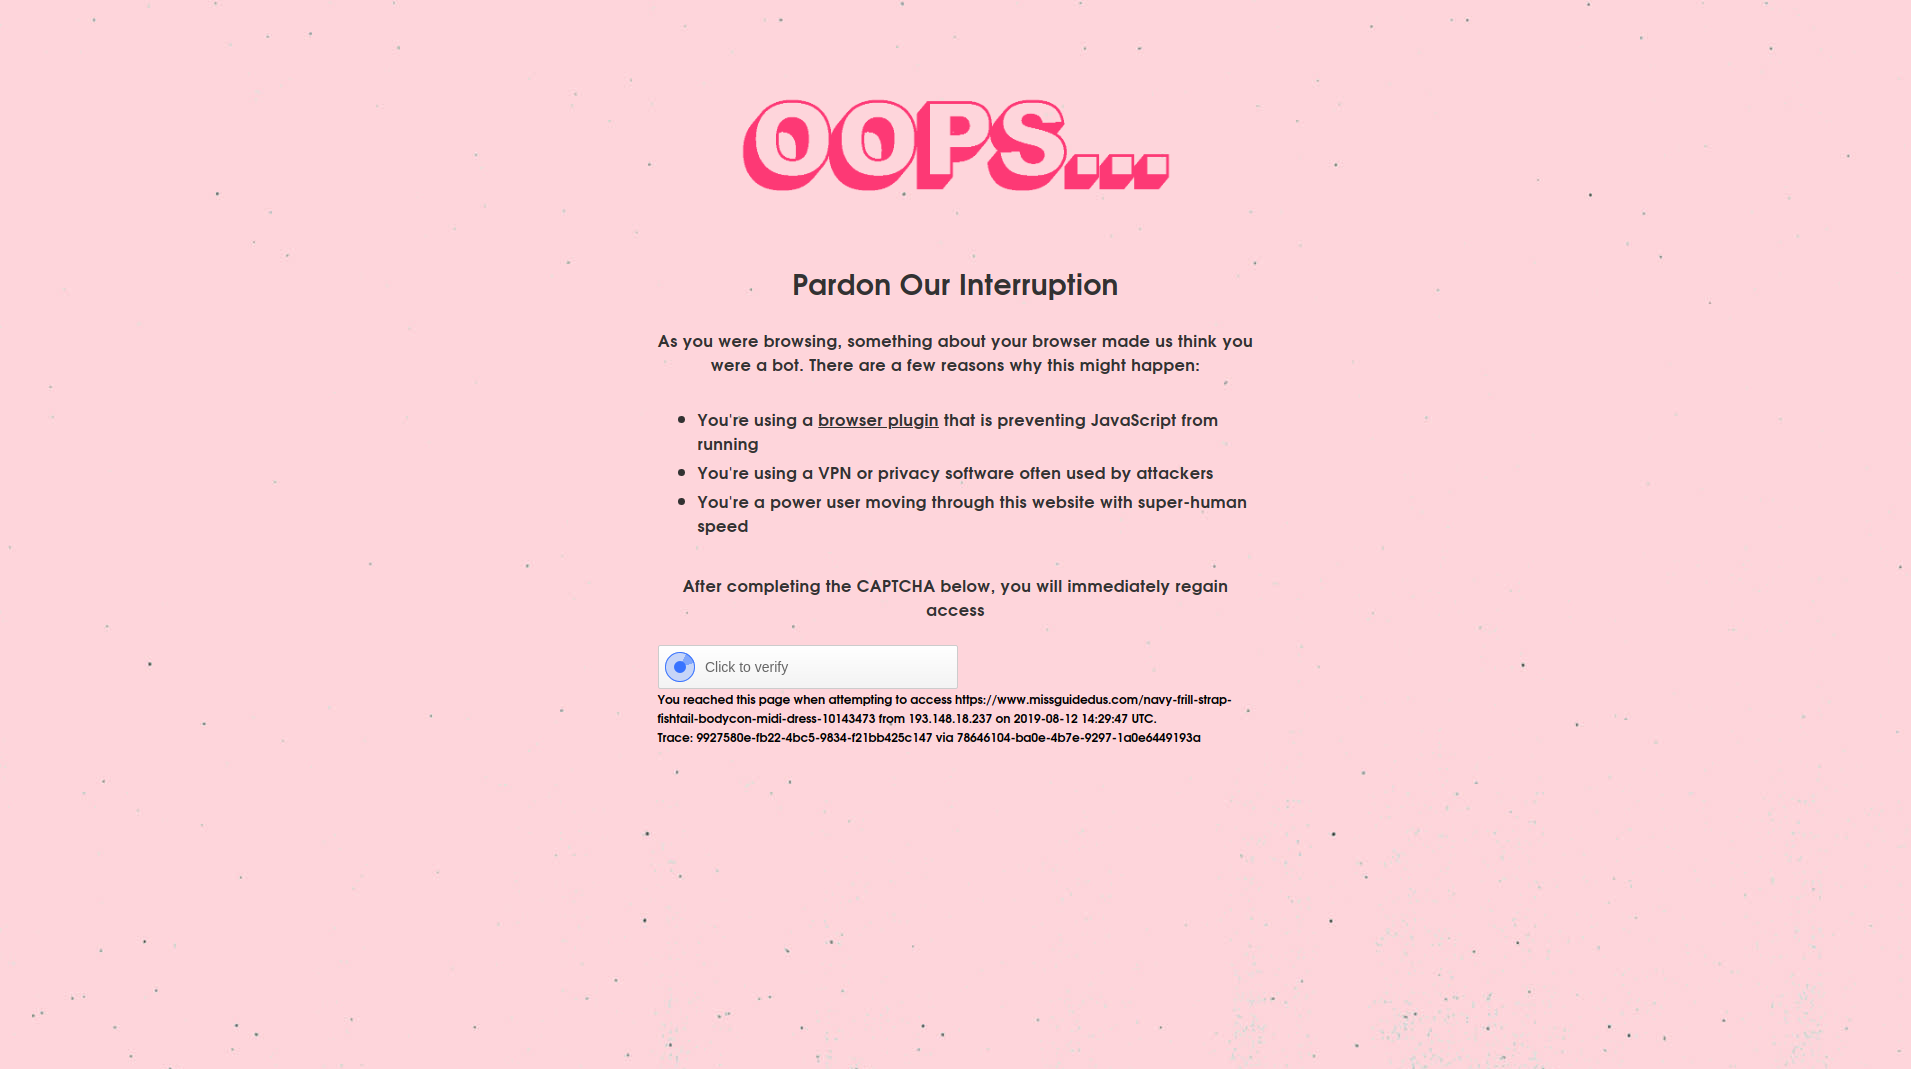 OOPS...
Pardon Our Interruption
As you were browsing, something about your browser made us think you
were a bot. There are a few reasons why this might happen:
You're using a browser plugin that is preventing JavaScript from
running
You're using a VPN or privacy software often used by attackers
You're a power user moving through this website with super-human
speed
After completing the CAPTCHA below, you will immediately regain
access
Click to verify
You reached this page when attempting to access https://www.missguidedus.com/navy-frill-strap-
fishtail-bodycon-midi-dress-10143473 from 193.148.18.237 on 2019-08-12 14:29:47 UTC.
Trace: 9927580e-fb22-4bc5-9834-f21bb425c147 via 78646104-ba0e-4b7e-9297-1a0e6449193a